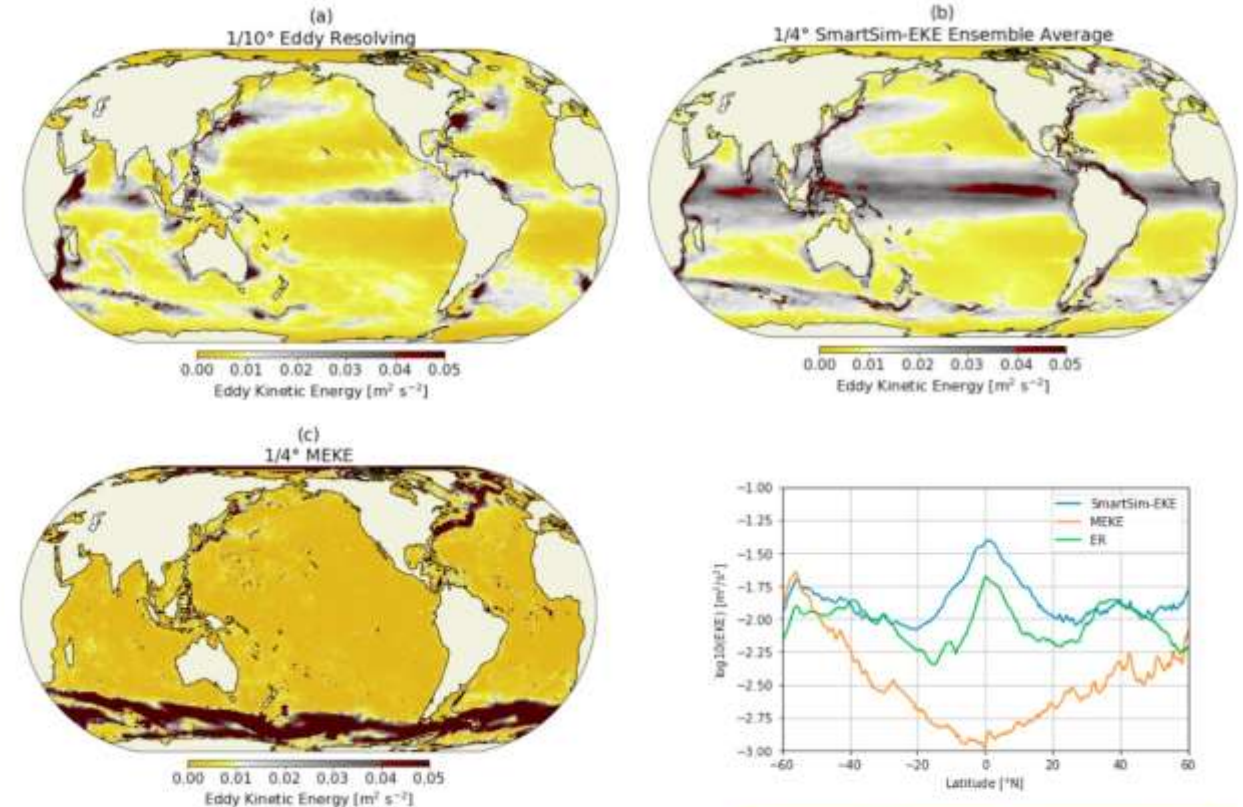 (a)
1/10° Eddy Resolving
0.00 0.01 0.02 0.03 0.04 0.05
Eddy Kinetic Energy [m² s⁻²]
(b)
1/4° SmartSim-EKE Ensemble Average
0.00 0.01 0.02 0.03 0.04 0.05
Eddy Kinetic Energy [m² s⁻²]
(c)
1/4° MEKE
0.00 0.01 0.02 0.03 0.04 0.05
Eddy Kinetic Energy [m² s⁻²]
log10(EKE) [m²/s²]
−1.00
−1.25
−1.50
−1.75
−2.00
−2.25
−2.50
−2.75
−3.00
SmartSim-EKE
MEKE
ER
−60 −40 −20 0 20 40 60
Latitude [°N]